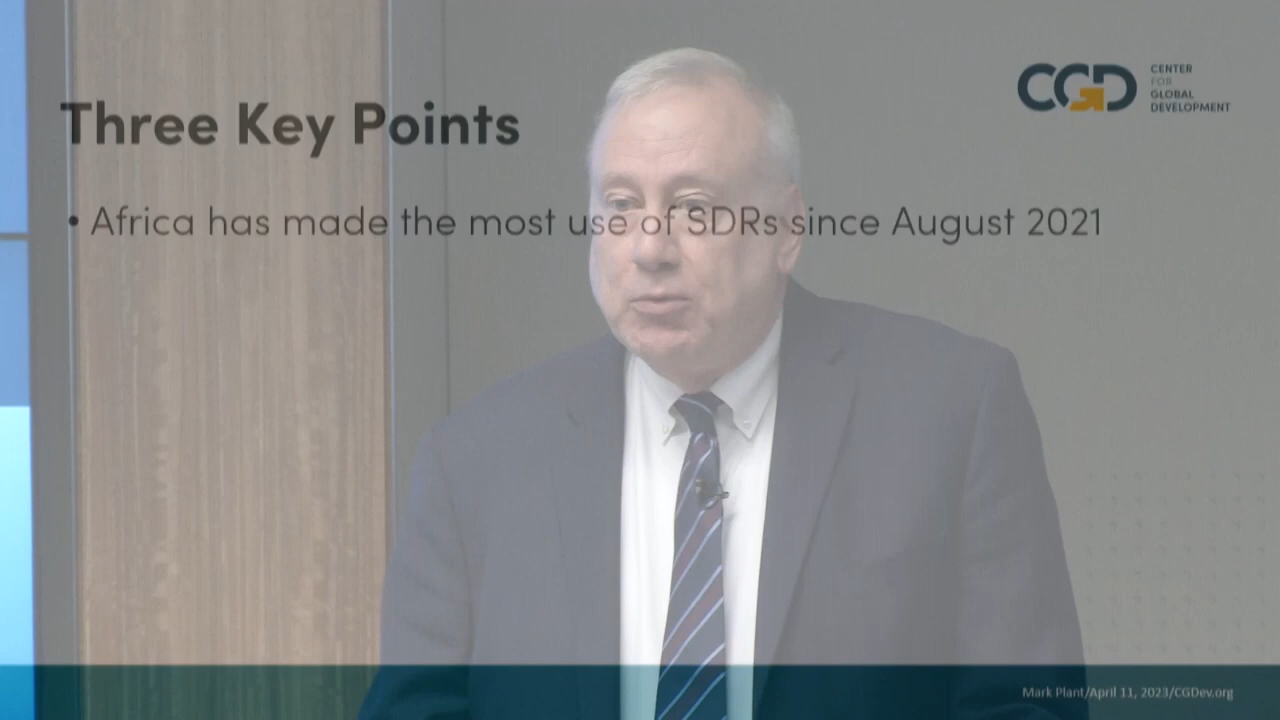 CGD
CENTER
FOR
GLOBAL
DEVELOPMENT
Three Key Points
• Africa has made the most use of SDRs since August 2021
Mark Plant/April 11, 2023/CGDev.org